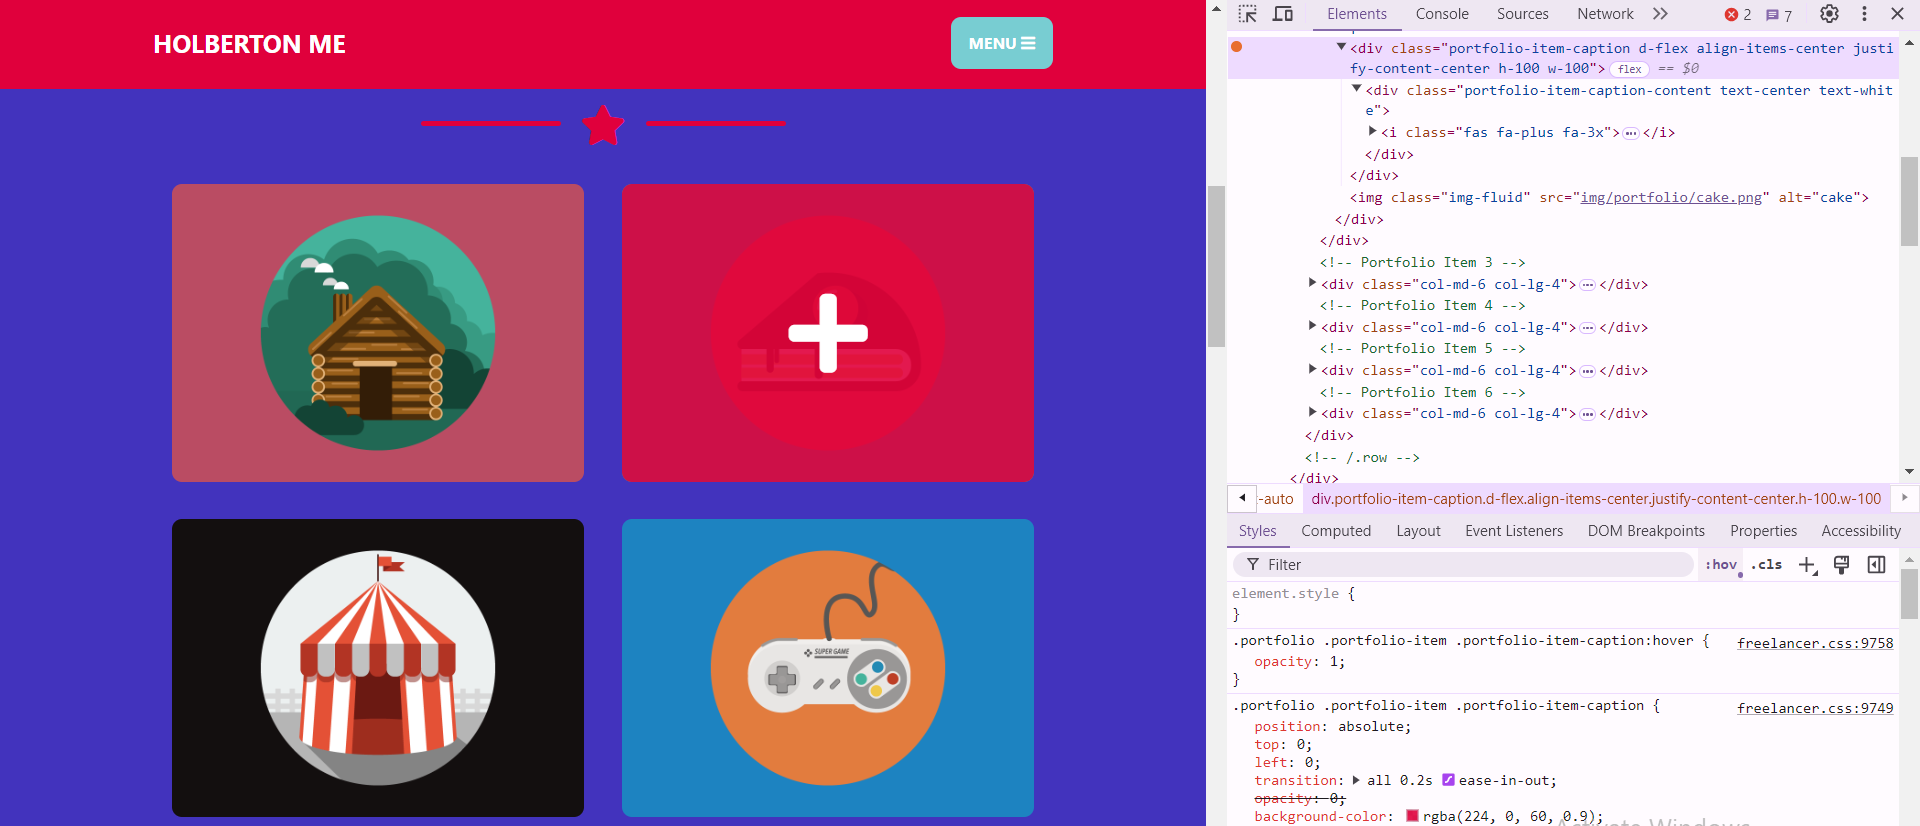 HOLBERTON ME
MENU
SUPER GAME
Elements Console Sources Network 2 7
<div class="portfolio-item-caption d-flex align-items-center justi
fy-content-center h-100 w-100"> flex == $0
<div class="portfolio-item-caption-content text-center text-whit
e">
<i class="fas fa-plus fa-3x"> … </i>
</div>
</div>
<img class="img-fluid" src="img/portfolio/cake.png" alt="cake">
</div>
</div>
<!-- Portfolio Item 3 -->
<div class="col-md-6 col-lg-4"> … </div>
<!-- Portfolio Item 4 -->
<div class="col-md-6 col-lg-4"> … </div>
<!-- Portfolio Item 5 -->
<div class="col-md-6 col-lg-4"> … </div>
<!-- Portfolio Item 6 -->
<div class="col-md-6 col-lg-4"> … </div>
</div>
<!-- /.row -->
</div>
-auto div.portfolio-item-caption.d-flex.align-items-center.justify-content-center.h-100.w-100
Styles Computed Layout Event Listeners DOM Breakpoints Properties Accessibility
Filter :hov .cls
element.style {
}
.portfolio .portfolio-item .portfolio-item-caption:hover { freelancer.css:9758
opacity: 1;
}
.portfolio .portfolio-item .portfolio-item-caption { freelancer.css:9749
position: absolute;
top: 0;
left: 0;
transition: all 0.2s ease-in-out;
opacity: 0;
background-color: rgba(224, 0, 60, 0.9);
Activate Windows